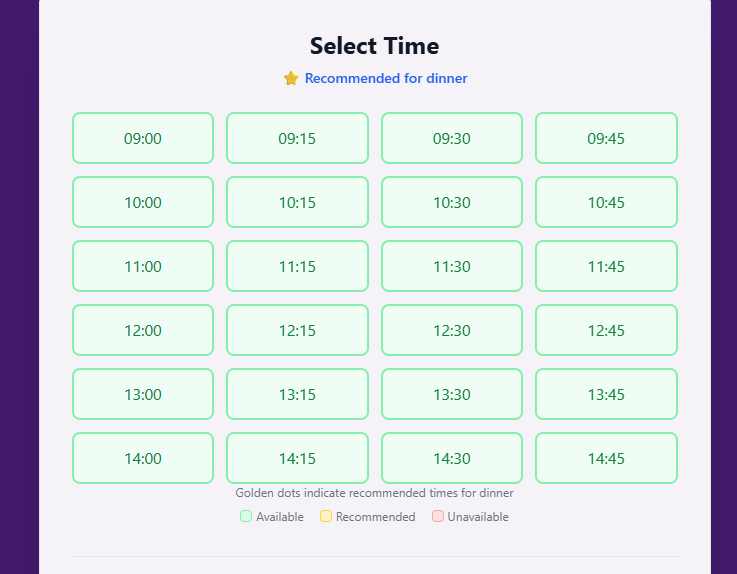 Select Time
Recommended for dinner
09:00 09:15 09:30 09:45
10:00 10:15 10:30 10:45
11:00 11:15 11:30 11:45
12:00 12:15 12:30 12:45
13:00 13:15 13:30 13:45
14:00 14:15 14:30 14:45
Golden dots indicate recommended times for dinner
Available Recommended Unavailable